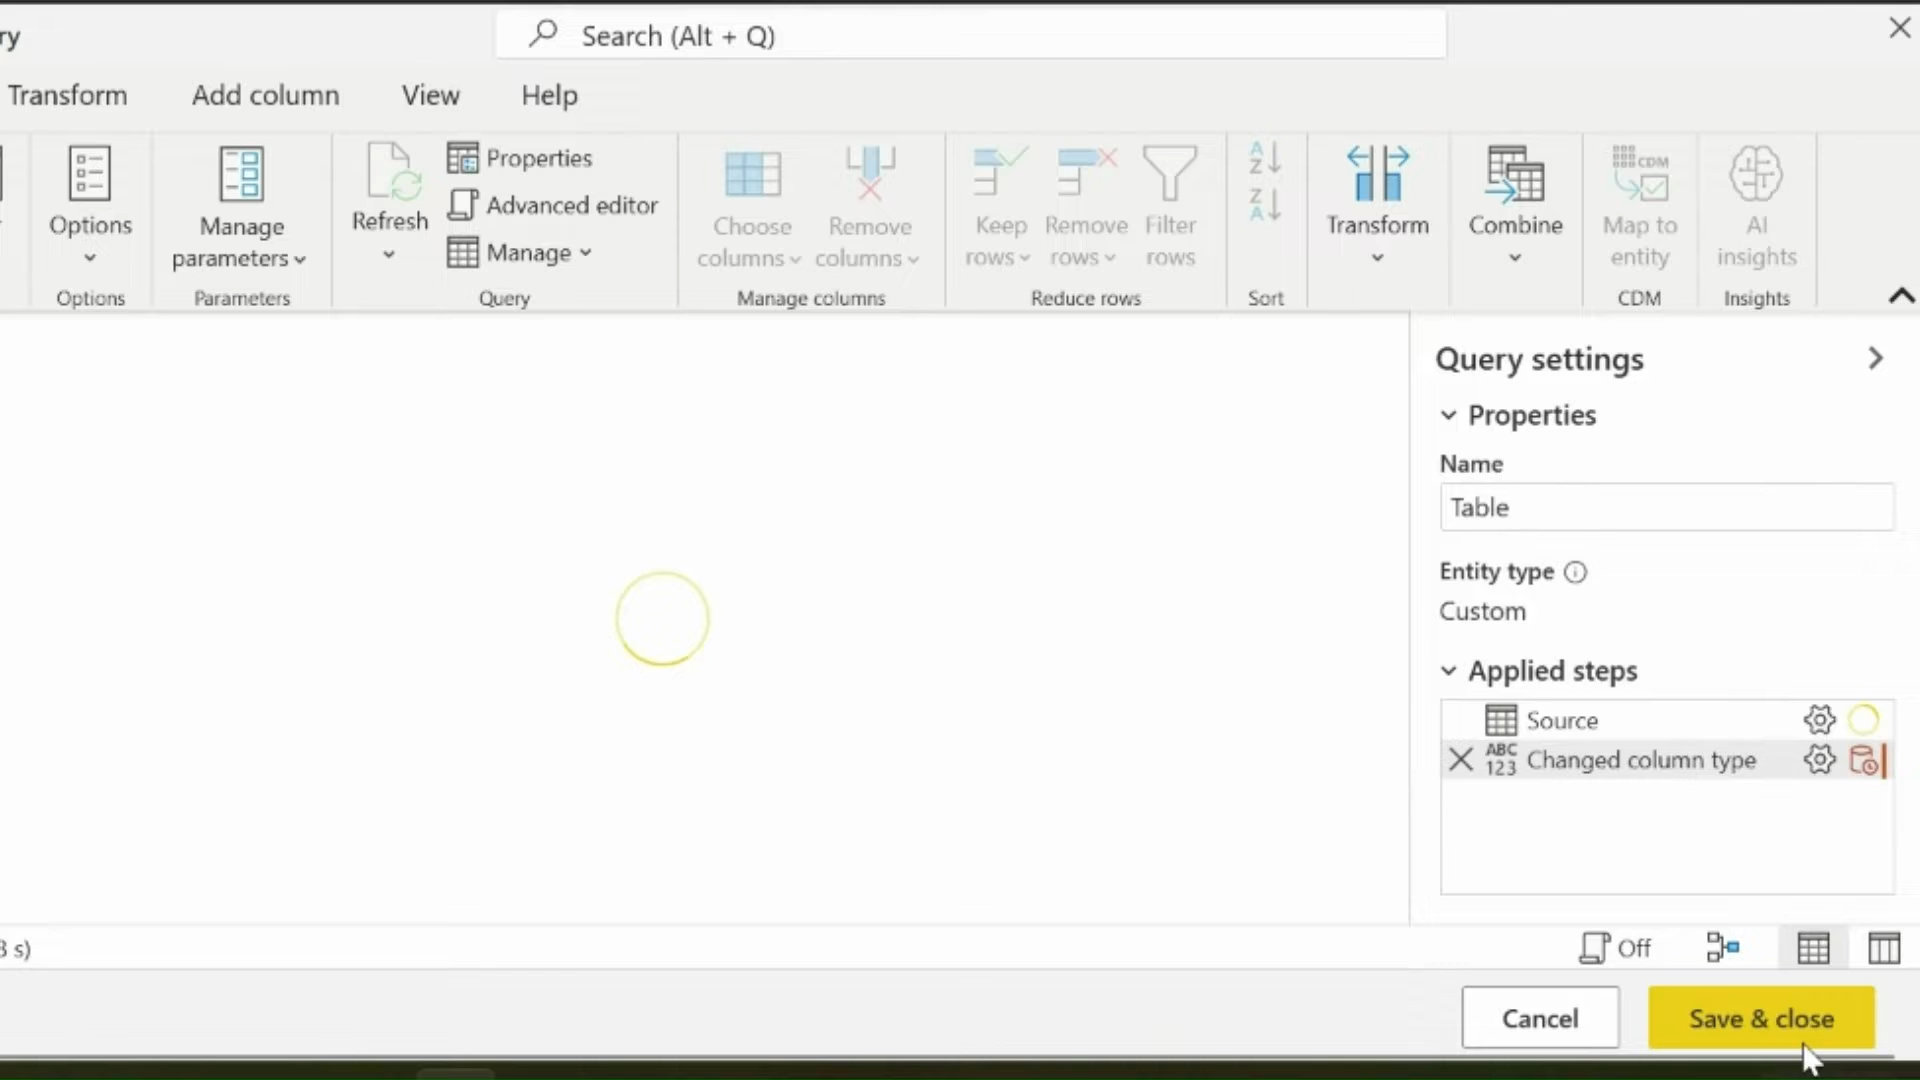 ry
Search (Alt + Q)
Transform
Add column
View
Help
Options
Manage
parameters
Refresh
Properties
Advanced editor
Manage
Choose
columns
Remove
columns
Keep
rows
Remove
rows
Filter
rows
A
Z
Z
A
Transform
Combine
CDM
Map to
entity
AI
insights
Options
Parameters
Query
Manage columns
Reduce rows
Sort
CDM
Insights
Query settings
Properties
Name
Table
Entity type
Custom
Applied steps
Source
ABC
123
Changed column type
s)
Off
Cancel
Save & close